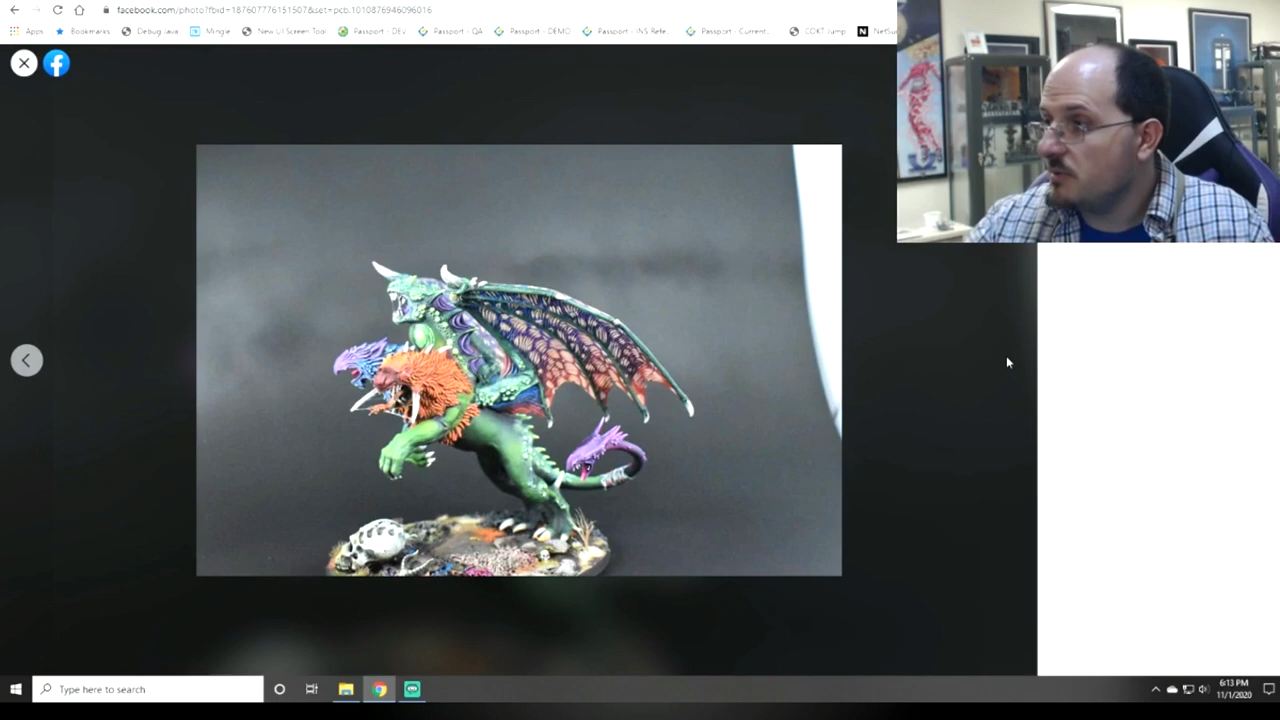 facebook.com/photo?fbid=187607776151507&set=pcb.1010876946096016
Apps Bookmarks Debug Java Mingle New UI Screen Tool Passport - DEV Passport - QA Passport - DEMO Passport - INS Refe... Passport - Current... COKT Jump NetSu
Type here to search
6:13 PM
11/1/2020